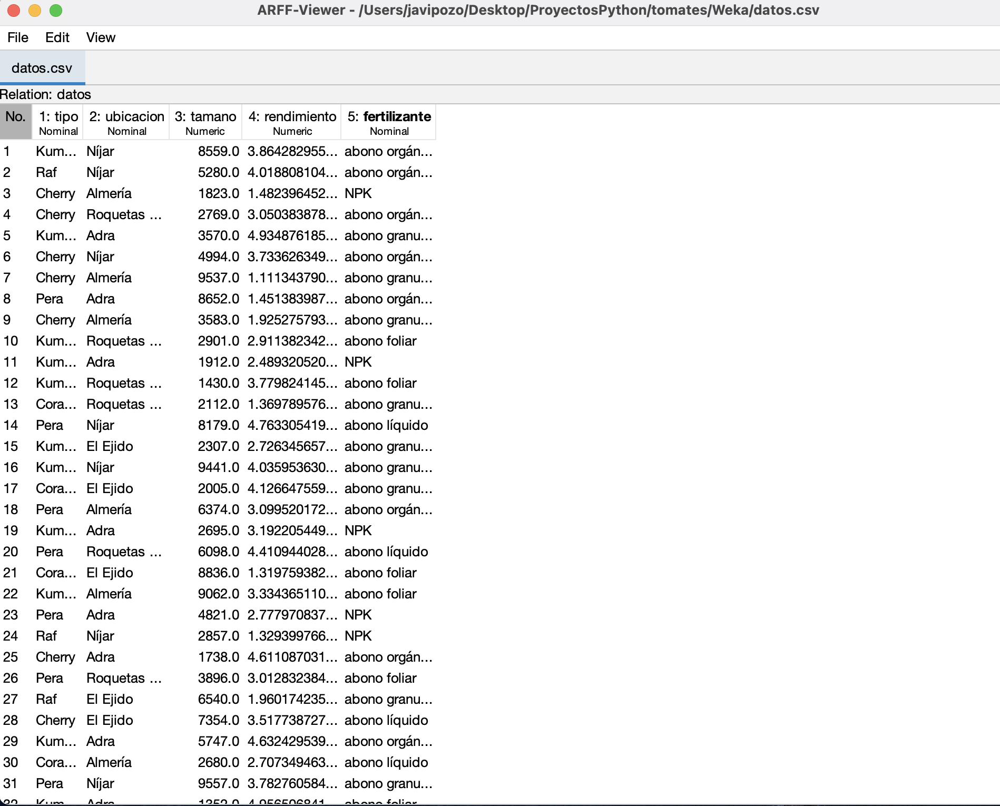 ARFF-Viewer - /Users/javipozo/Desktop/ProyectosPython/tomates/Weka/datos.csv
File Edit View
datos.csv
Relation: datos
No. 1: tipo 2: ubicacion 3: tamano 4: rendimiento 5: fertilizante
Nominal Nominal Numeric Numeric Nominal
1 Kum... Níjar 8559.0 3.864282955... abono orgán...
2 Raf Níjar 5280.0 4.018808104... abono orgán...
3 Cherry Almería 1823.0 1.482396452... NPK
4 Cherry Roquetas ... 2769.0 3.050383878... abono orgán...
5 Kum... Adra 3570.0 4.934876185... abono granu...
6 Cherry Níjar 4994.0 3.733626349... abono orgán...
7 Cherry Almería 9537.0 1.111343790... abono granu...
8 Pera Adra 8652.0 1.451383987... abono orgán...
9 Cherry Almería 3583.0 1.925275793... abono granu...
10 Kum... Roquetas ... 2901.0 2.911382342... abono foliar
11 Kum... Adra 1912.0 2.489320520... NPK
12 Kum... Roquetas ... 1430.0 3.779824145... abono foliar
13 Cora... Roquetas ... 2112.0 1.369789576... abono granu...
14 Pera Níjar 8179.0 4.763305419... abono líquido
15 Kum... El Ejido 2307.0 2.726345657... abono granu...
16 Kum... Níjar 9441.0 4.035953630... abono granu...
17 Cora... El Ejido 2005.0 4.126647559... abono granu...
18 Pera Almería 6374.0 3.099520172... abono orgán...
19 Kum... Adra 2695.0 3.192205449... NPK
20 Pera Roquetas ... 6098.0 4.410944028... abono líquido
21 Cora... El Ejido 8836.0 1.319759382... abono foliar
22 Kum... Almería 9062.0 3.334365110... abono foliar
23 Pera Adra 4821.0 2.777970837... NPK
24 Raf Níjar 2857.0 1.329399766... NPK
25 Cherry Adra 1738.0 4.611087031... abono orgán...
26 Pera Roquetas ... 3896.0 3.012832384... abono foliar
27 Raf El Ejido 6540.0 1.960174235... abono granu...
28 Cherry El Ejido 7354.0 3.517738727... abono líquido
29 Kum... Adra 5747.0 4.632429539... abono orgán...
30 Cora... Almería 2680.0 2.707349463... abono líquido
31 Pera Níjar 9557.0 3.782760584... abono granu...
32 Kum... Adra 1352.0 4.956506841... abono foliar